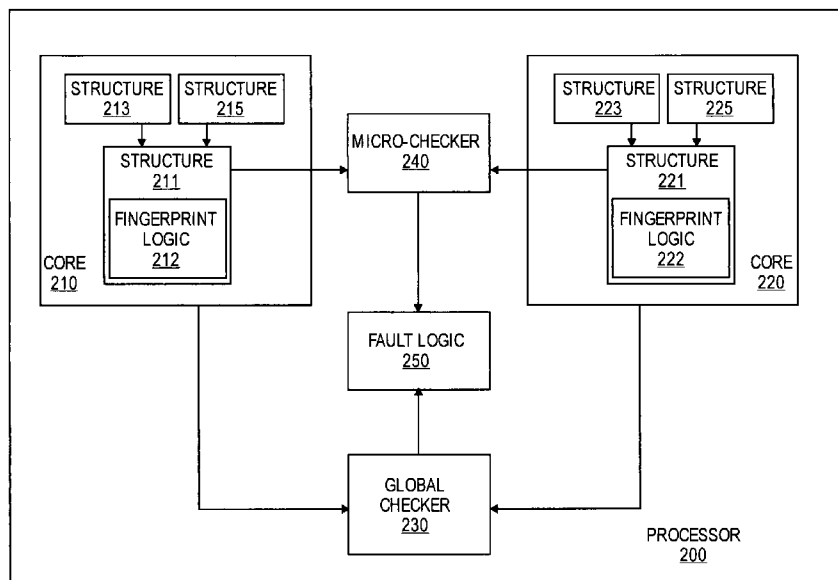 STRUCTURE
213
STRUCTURE
215
STRUCTURE
211
FINGERPRINT
LOGIC
212
CORE
210
MICRO-CHECKER
240
STRUCTURE
223
STRUCTURE
225
STRUCTURE
221
FINGERPRINT
LOGIC
222
CORE
220
FAULT LOGIC
250
GLOBAL
CHECKER
230
PROCESSOR
200